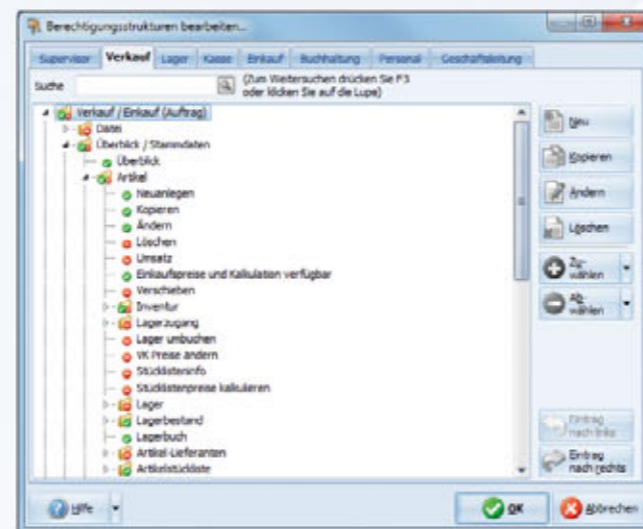 Berechtigungsstrukturen bearbeiten...
Supervisor Verkauf Lager Kasse Einkauf Buchhaltung Personal Geschäftsleitung
Suche (Zum Weitersuchen drücken Sie F3
oder klicken Sie auf die Lupe)
Verkauf / Einkauf (Auftrag)
Datei
Überblick / Stammdaten
Überblick
Artikel
Neuanlegen
Kopieren
Ändern
Löschen
Umsatz
Einkaufspreise und Kalkulation verfügbar
Verschieben
Inventur
Lagerzugang
Lager umbuchen
VK Preise ändern
Stücklisteninfo
Stücklistenpreise kalkulieren
Lager
Lagerbestand
Lagerbuch
Artikel-Lieferanten
Artikelstückliste
Neu
Kopieren
Ändern
Löschen
Zu-
wählen
Ab-
wählen
Eintrag
nach links
Eintrag
nach rechts
Hilfe
OK
Abbrechen